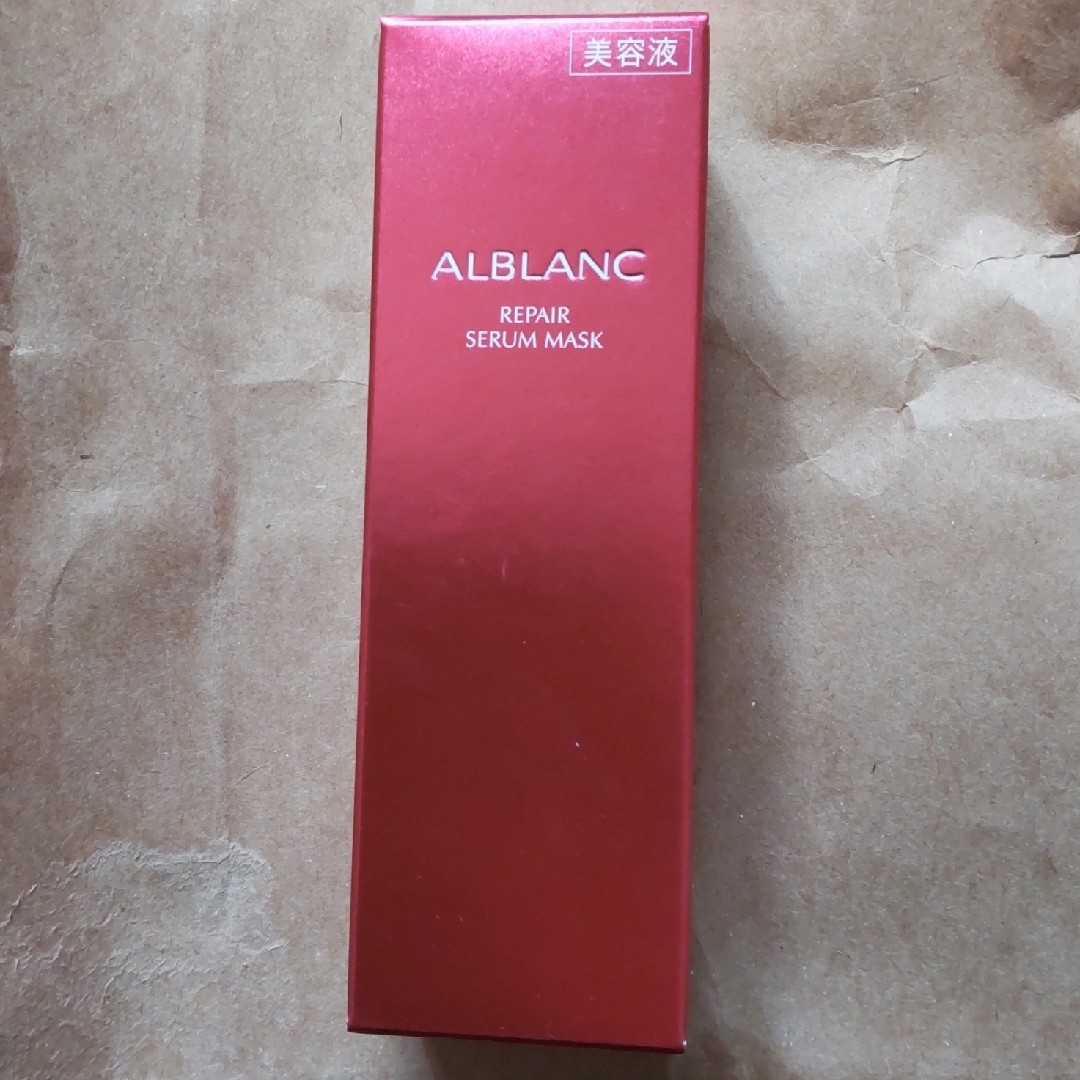 美容液
ALBLANC
REPAIR
SERUM MASK